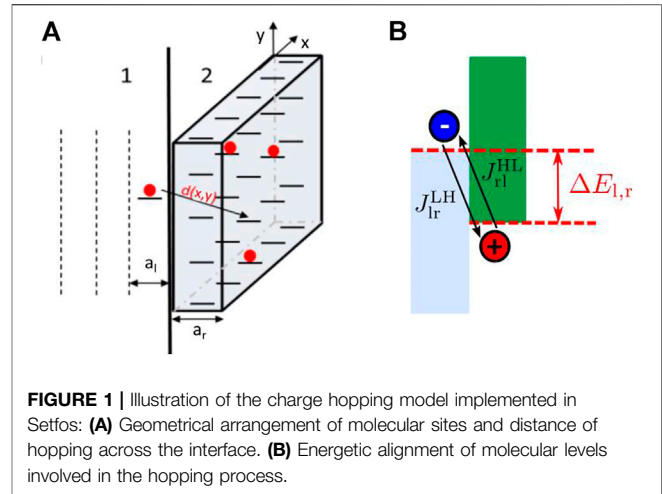 A
B
y
x
1
2
d(x,y)
a_l
a_r
-
J_lr^LH
J_rl^HL
ΔE_l,r
+
FIGURE 1 | Illustration of the charge hopping model implemented in
Setfos: (A) Geometrical arrangement of molecular sites and distance of
hopping across the interface. (B) Energetic alignment of molecular levels
involved in the hopping process.